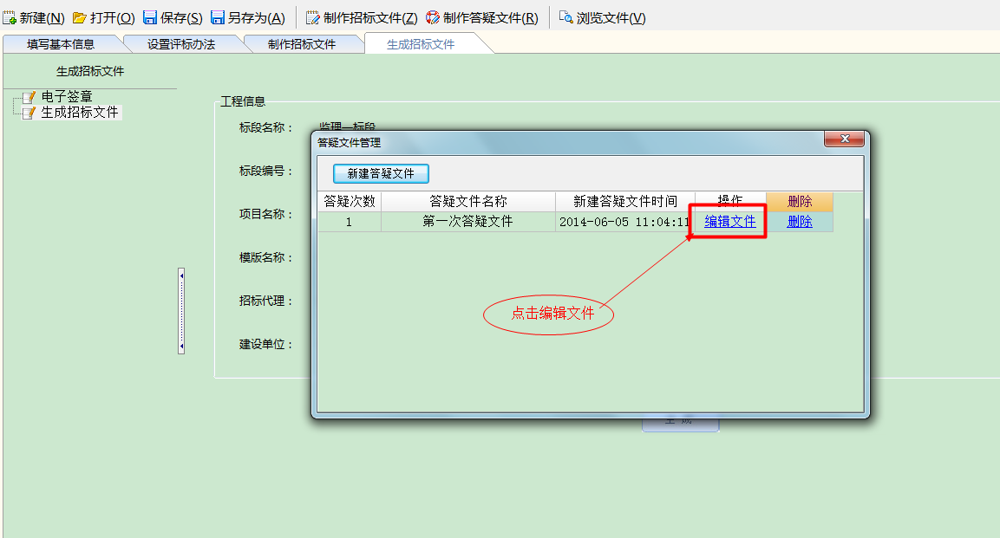 新建(N) 打开(O) 保存(S) 另存为(A) 制作招标文件(Z) 制作答疑文件(R) 浏览文件(V)
填写基本信息 设置评标办法 制作招标文件 生成招标文件
生成招标文件
电子签章
生成招标文件
工程信息
标段名称： 监理一标段
标段编号：
项目名称：
模版名称：
招标代理：
建设单位：
答疑文件管理
新建答疑文件
答疑次数 答疑文件名称 新建答疑文件时间 操作 删除
1 第一次答疑文件 2014-06-05 11:04:11 编辑文件 删除
点击编辑文件
生 成